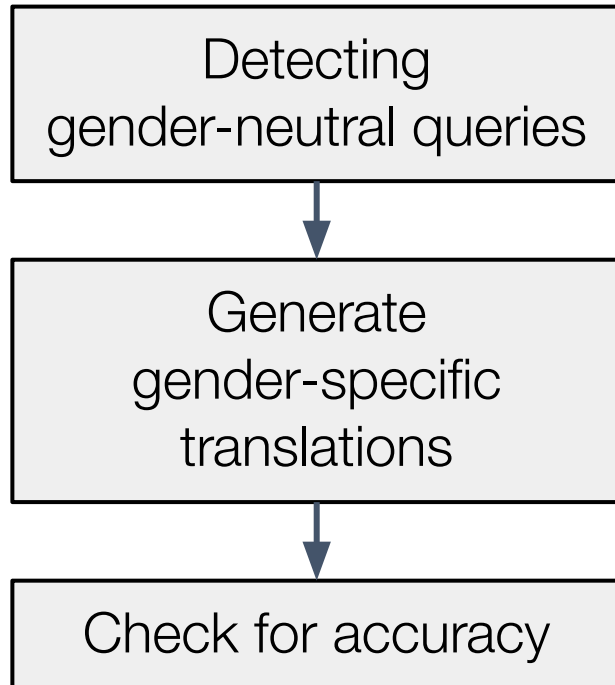 Detecting
gender-neutral queries
Generate
gender-specific
translations
Check for accuracy